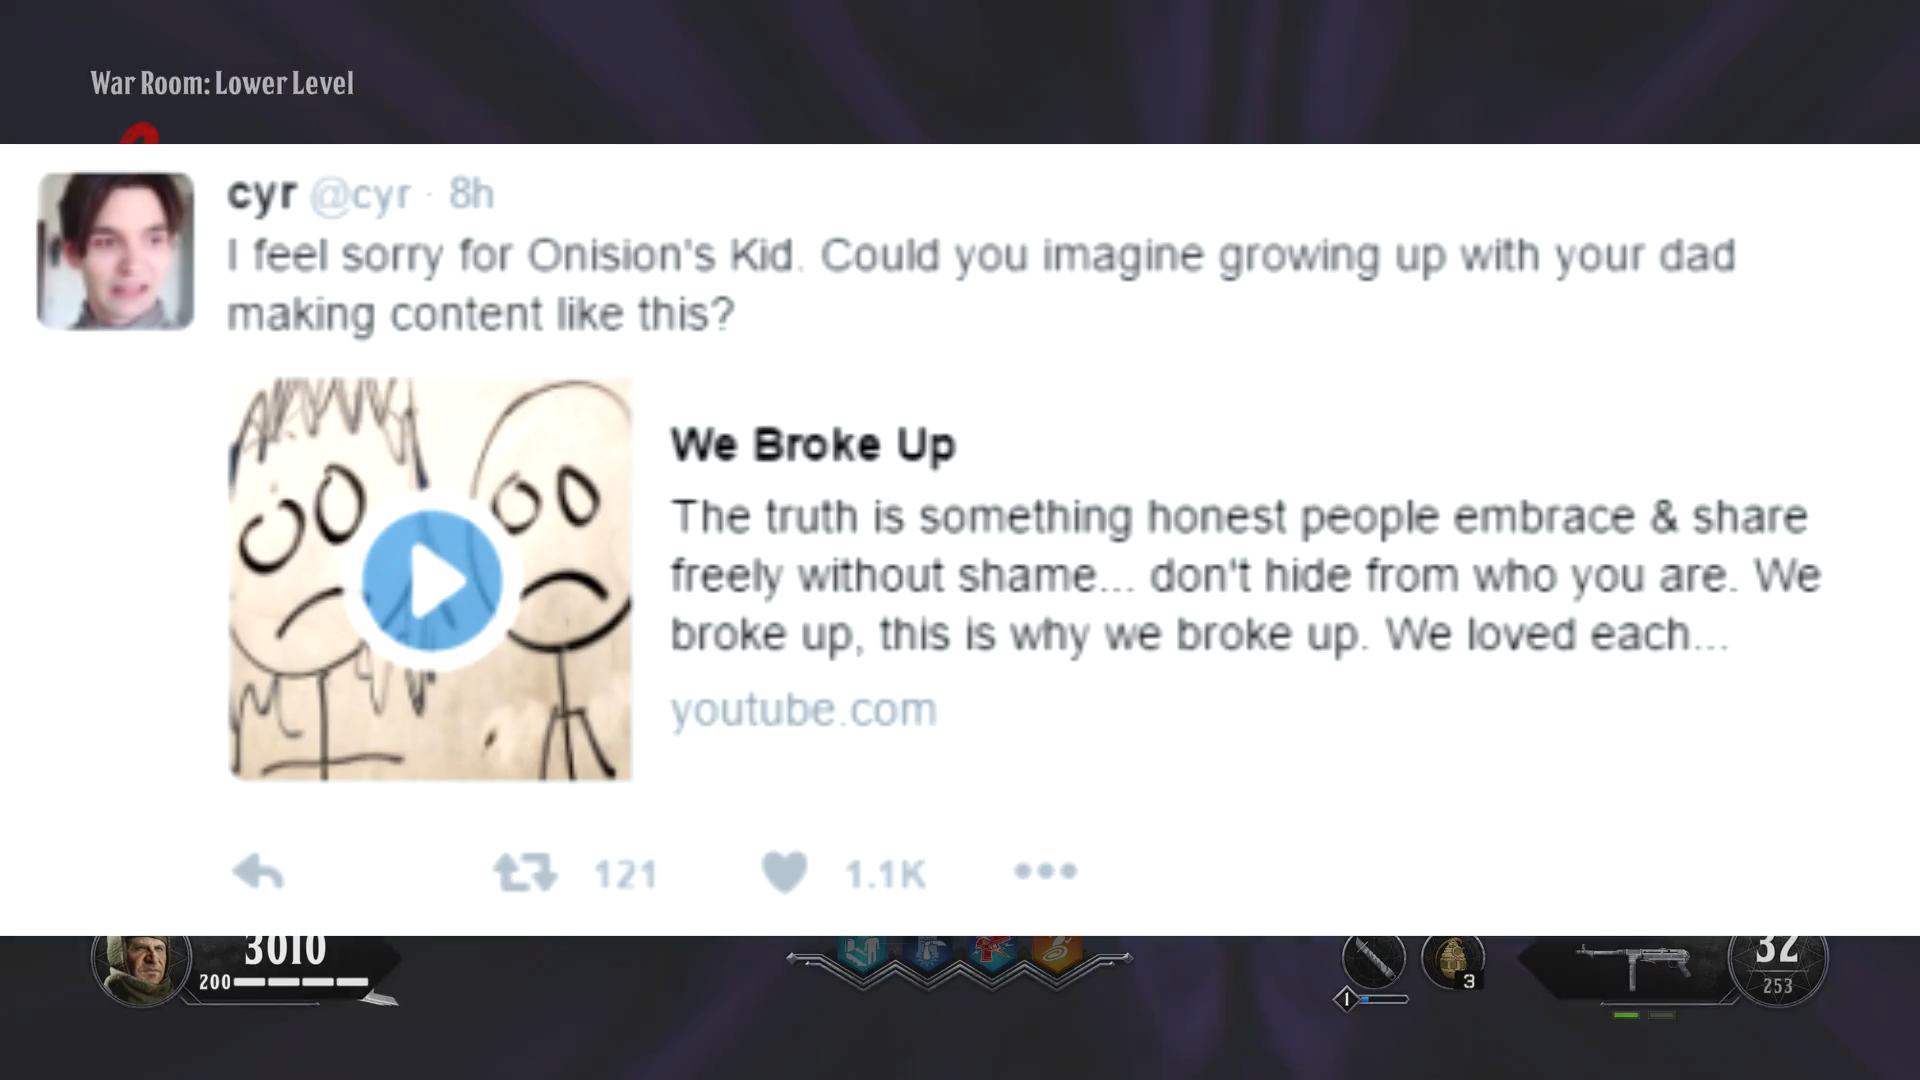 War Room: Lower Level
cyr @cyr · 8h
I feel sorry for Onision's Kid. Could you imagine growing up with your dad
making content like this?
We Broke Up
The truth is something honest people embrace & share
freely without shame... don't hide from who you are. We
broke up, this is why we broke up. We loved each...
youtube.com
121 1.1K
3010
200
1
3
32
253